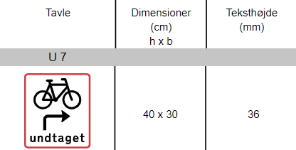 Tavle
Dimensioner
(cm)
h x b
Teksthøjde
(mm)
U 7
undtaget
40 x 30
36